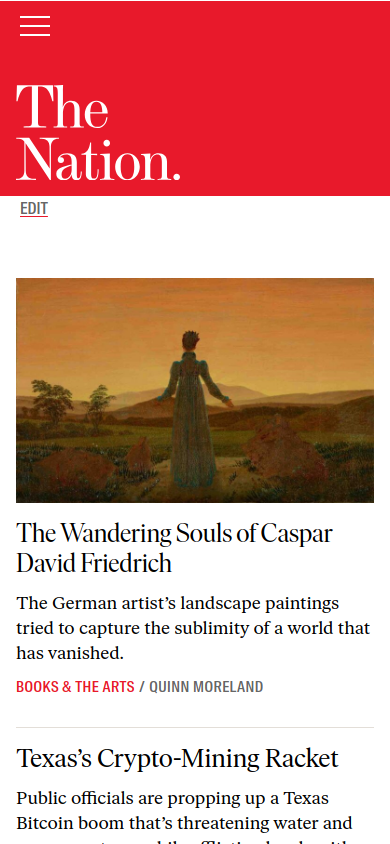 The
Nation.
EDIT
The Wandering Souls of Caspar
David Friedrich
The German artist’s landscape paintings
tried to capture the sublimity of a world that
has vanished.
BOOKS & THE ARTS / QUINN MORELAND
Texas’s Crypto-Mining Racket
Public officials are propping up a Texas
Bitcoin boom that’s threatening water and